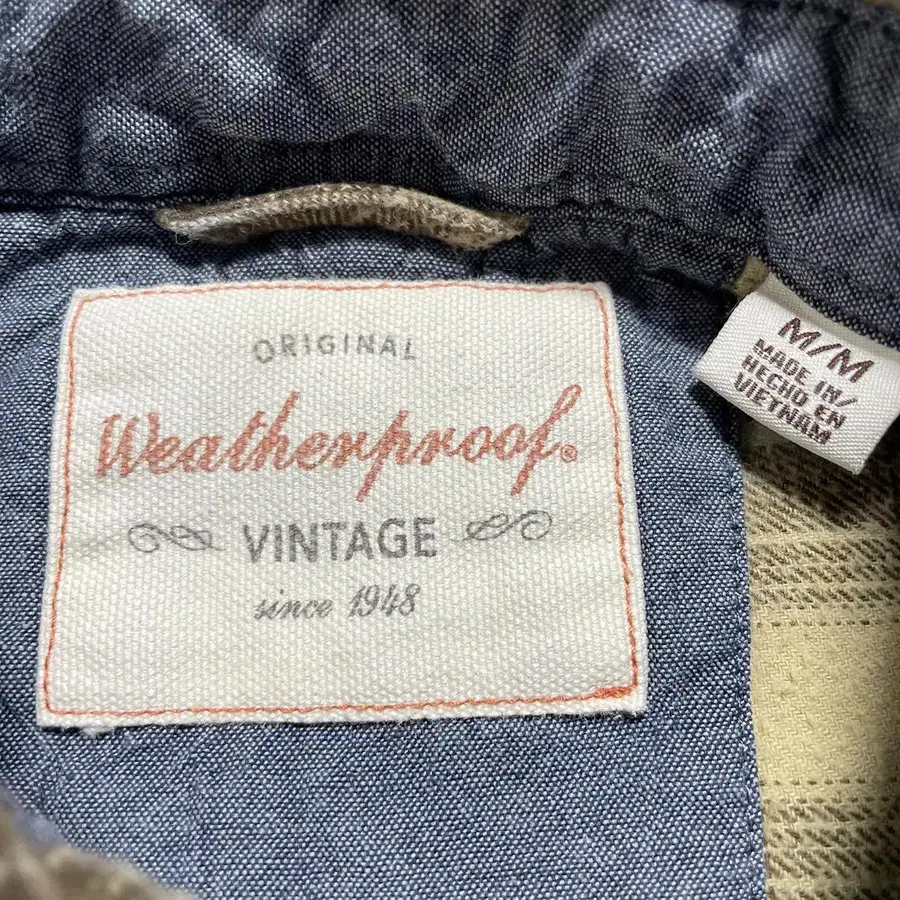 ORIGINAL
Weatherproof®
VINTAGE
since 1948
M/M
MADE IN/
HECHO EN
VIETNAM